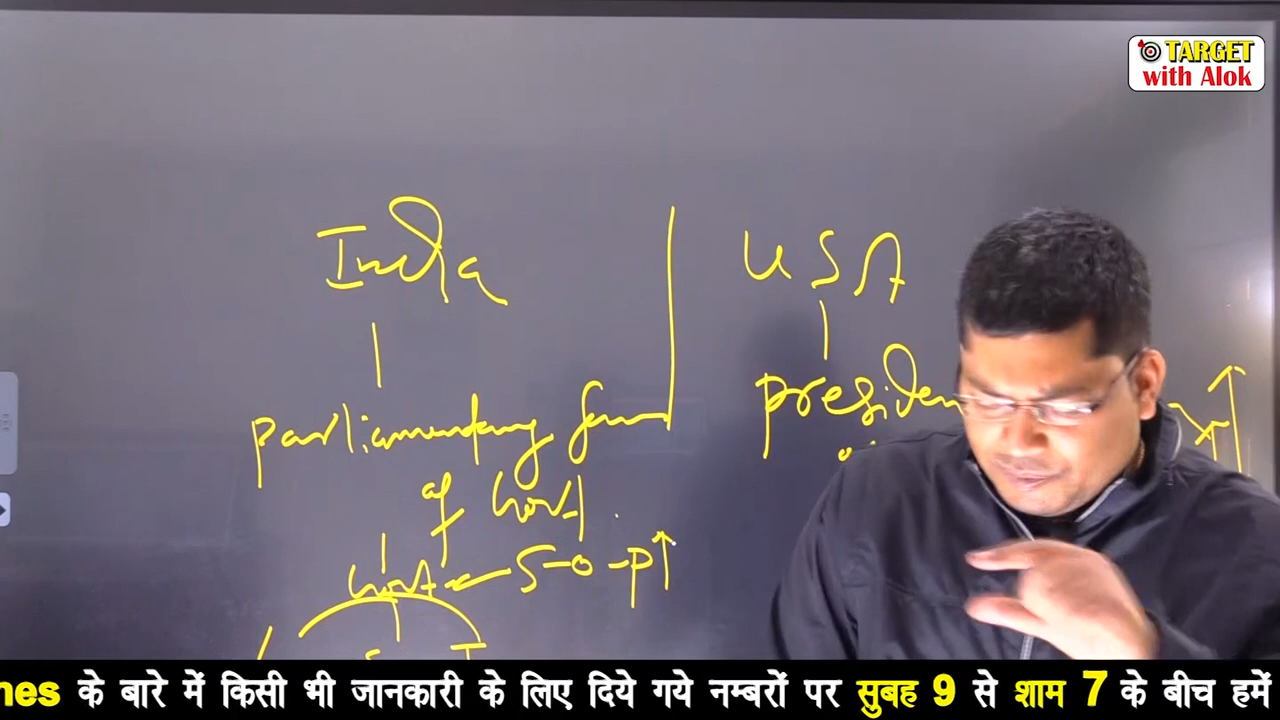 TARGET
with Alok
India
USA
parliamentary form
of Govt.
presiden
Govt S-O-P
nes के बारे में किसी भी जानकारी के लिए दिये गये नम्बरों पर सुबह 9 से शाम 7 के बीच हमें